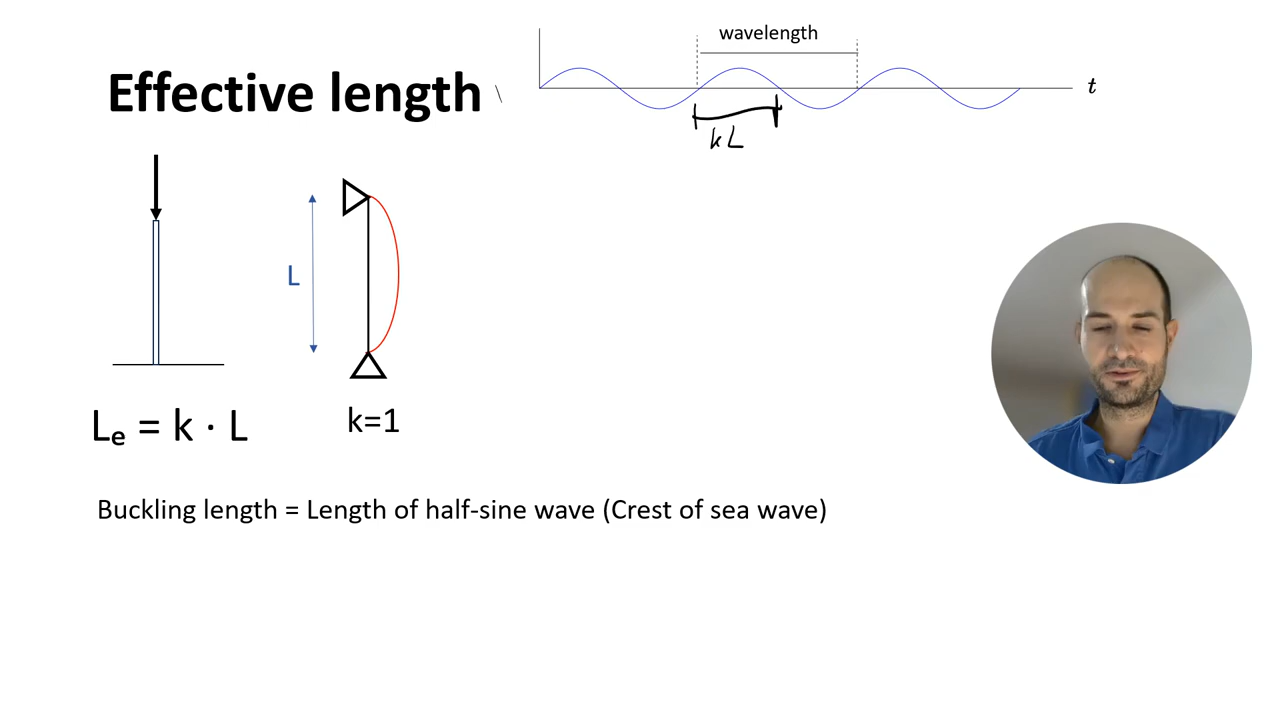 wavelength
Effective length
t
kL
L
Lₑ = k · L
k=1
Buckling length = Length of half-sine wave (Crest of sea wave)